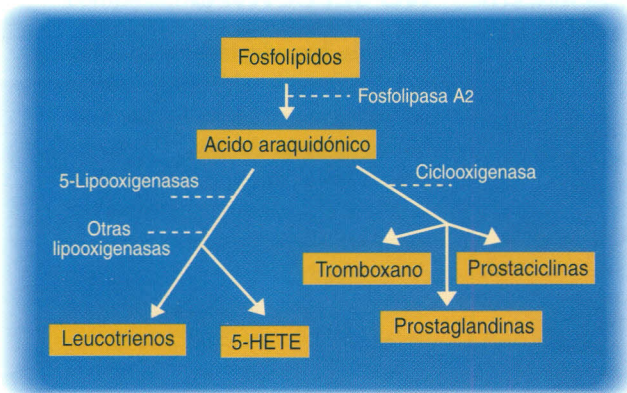 Fosfolípidos
Fosfolipasa A2
Acido araquidónico
5-Lipooxigenasas
Ciclooxigenasa
Otras
lipooxigenasas
Tromboxano
Prostaciclinas
Prostaglandinas
Leucotrienos
5-HETE